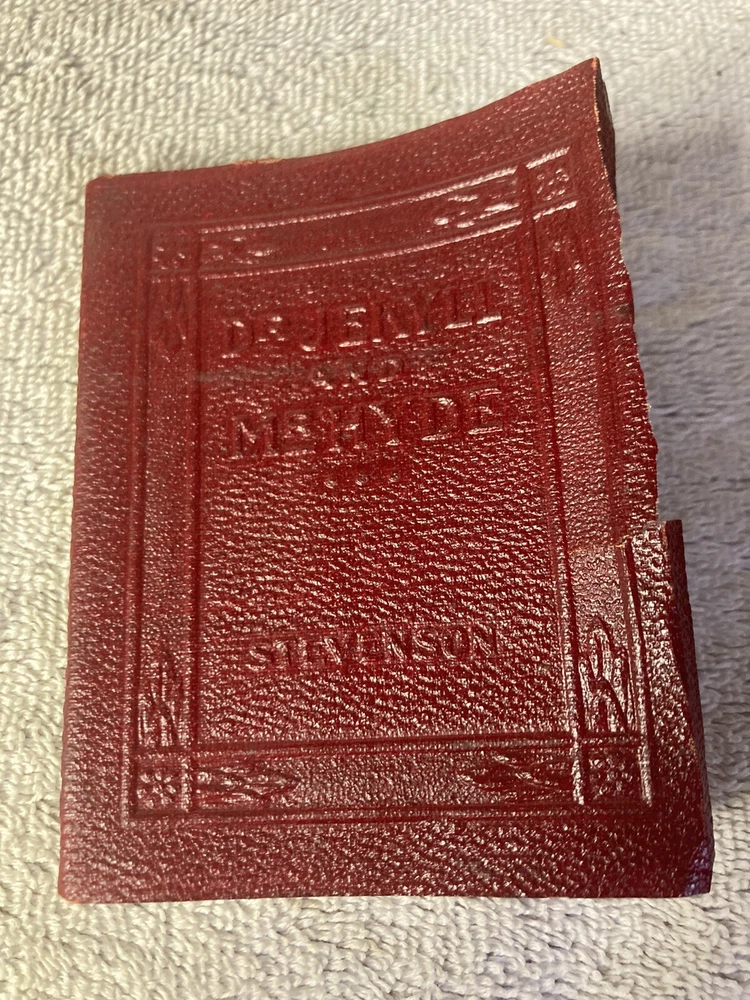 DR JEKYLL
AND
MR HYDE
STEVENSON